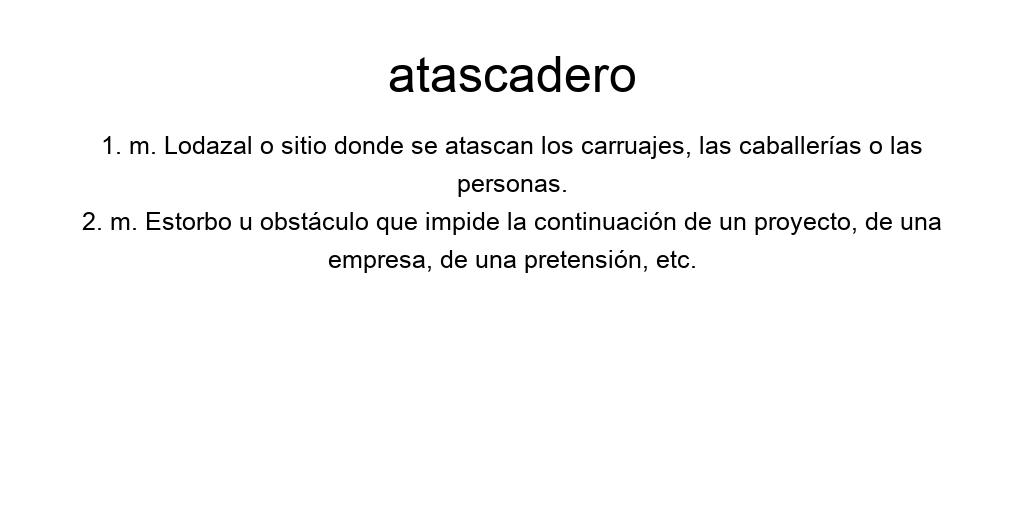 atascadero
1. m. Lodazal o sitio donde se atascan los carruajes, las caballerías o las
personas.
2. m. Estorbo u obstáculo que impide la continuación de un proyecto, de una
empresa, de una pretensión, etc.